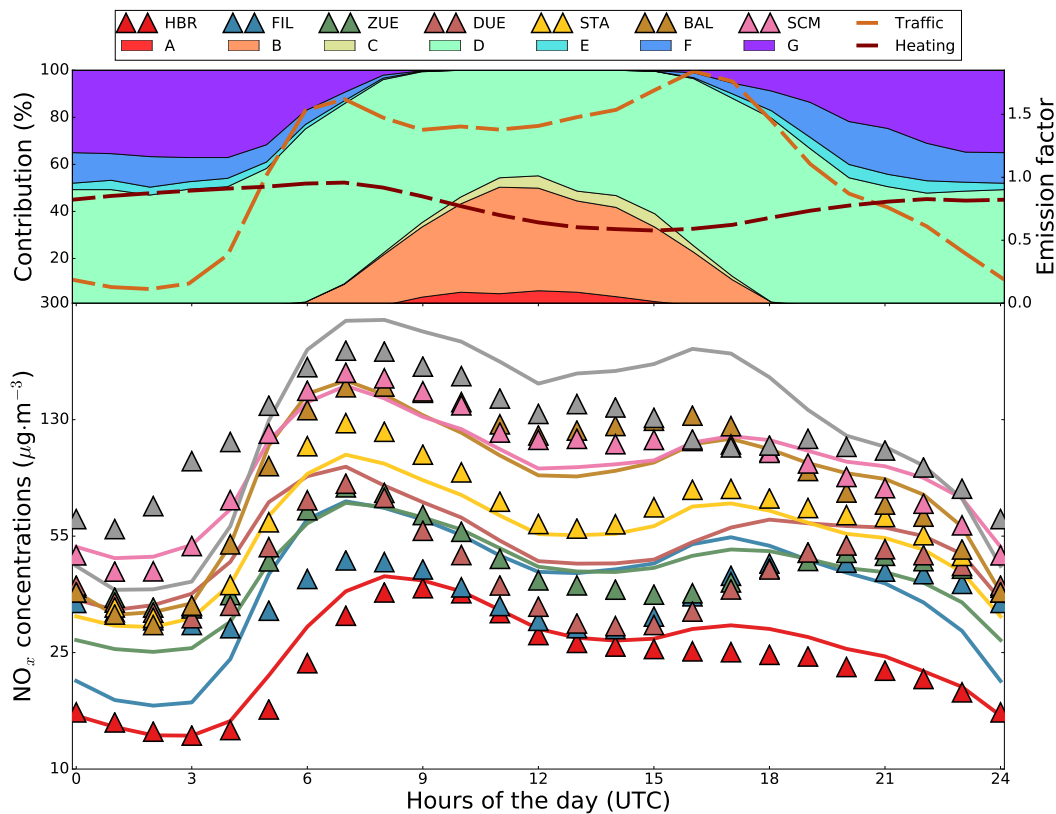 HBR FIL ZUE DUE STA BAL SCM Traffic
A B C D E F G Heating
100
80
60
40
20
300
Contribution (%)
1.5
1.0
0.5
0.0
Emission factor
130
55
25
10
NOx concentrations (μg·m⁻³)
0 3 6 9 12 15 18 21 24
Hours of the day (UTC)